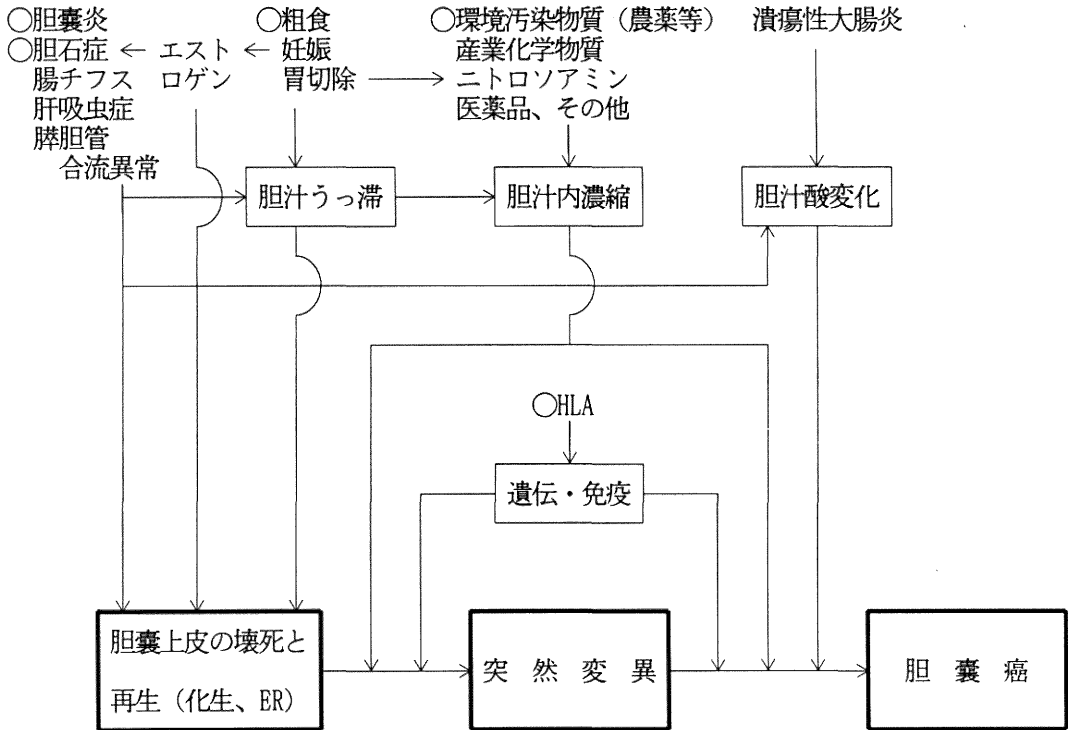 ○胆嚢炎
○胆石症 ← エスト ← 妊娠
腸チフス ロゲン
肝吸虫症
膵胆管
合流異常
○粗食
胃切除
○環境汚染物質（農薬等）
産業化学物質
ニトロソアミン
医薬品、その他
潰瘍性大腸炎
胆汁うっ滞
胆汁内濃縮
胆汁酸変化
○HLA
遺伝・免疫
胆嚢上皮の壊死と
再生（化生、ER）
突然変異
胆嚢癌